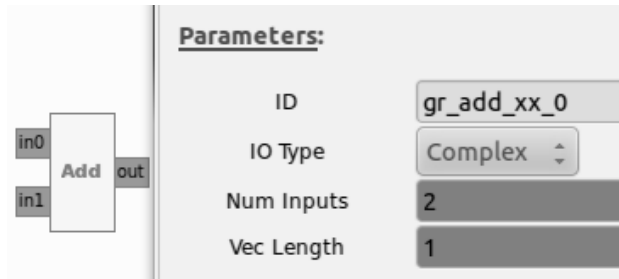 in0
in1
Add
out
Parameters:
ID
gr_add_xx_0
IO Type
Complex
Num Inputs
2
Vec Length
1